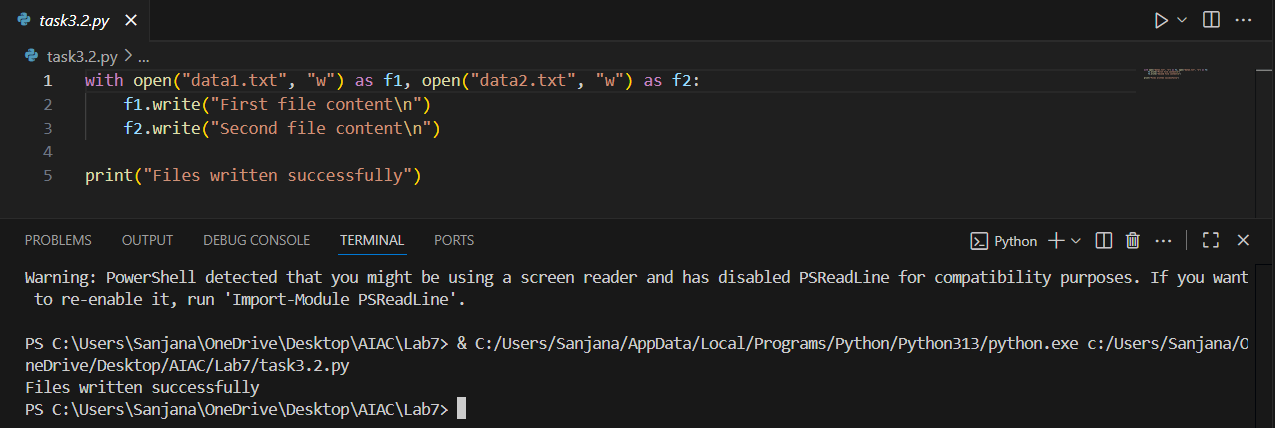 task3.2.py
task3.2.py > ...
1 with open("data1.txt", "w") as f1, open("data2.txt", "w") as f2:
2     f1.write("First file content\n")
3     f2.write("Second file content\n")
4
5 print("Files written successfully")
PROBLEMS OUTPUT DEBUG CONSOLE TERMINAL PORTS Python
Warning: PowerShell detected that you might be using a screen reader and has disabled PSReadLine for compatibility purposes. If you want
 to re-enable it, run 'Import-Module PSReadLine'.
PS C:\Users\Sanjana\OneDrive\Desktop\AIAC\Lab7> & C:/Users/Sanjana/AppData/Local/Programs/Python/Python313/python.exe c:/Users/Sanjana/O
neDrive/Desktop/AIAC/Lab7/task3.2.py
Files written successfully
PS C:\Users\Sanjana\OneDrive\Desktop\AIAC\Lab7>